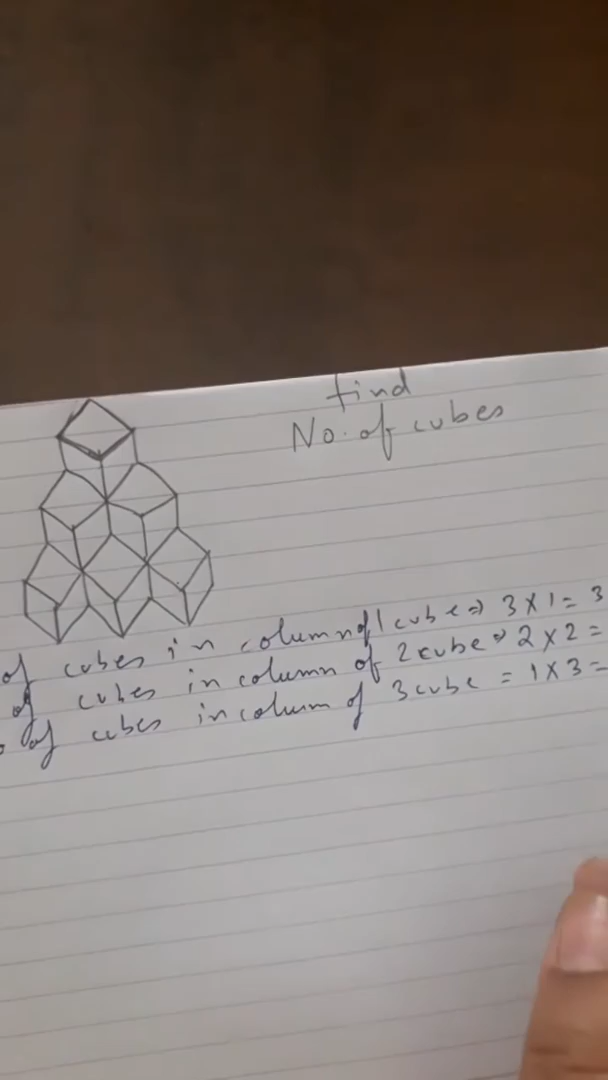 find
No. of cubes
of cubes in column of 1 cube => 3 X 1 = 3
of cubes in column of 2 cube => 2 X 2 =
of cubes in colum of 3 cube = 1 X 3 =